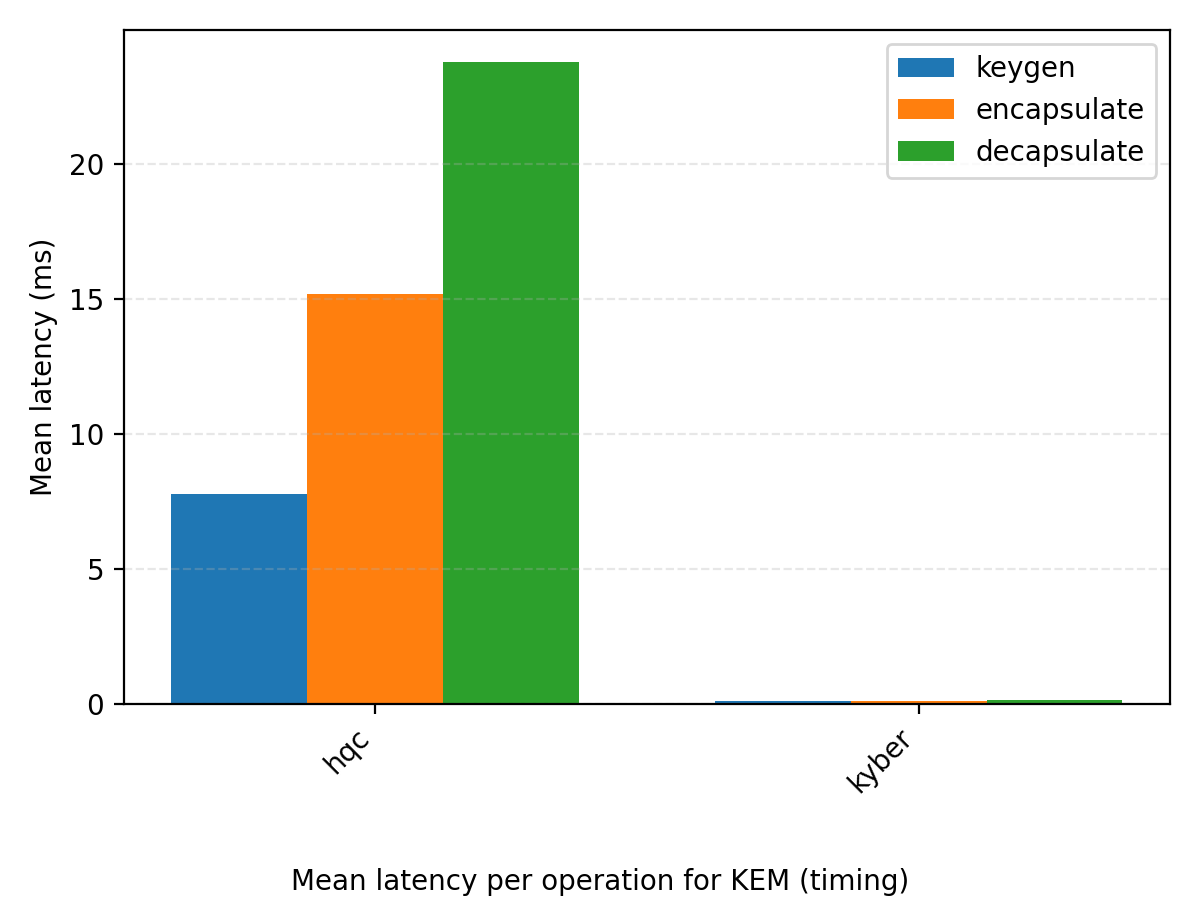 keygen
encapsulate
decapsulate
20
15
10
5
0
Mean latency (ms)
hqc
kyber
Mean latency per operation for KEM (timing)